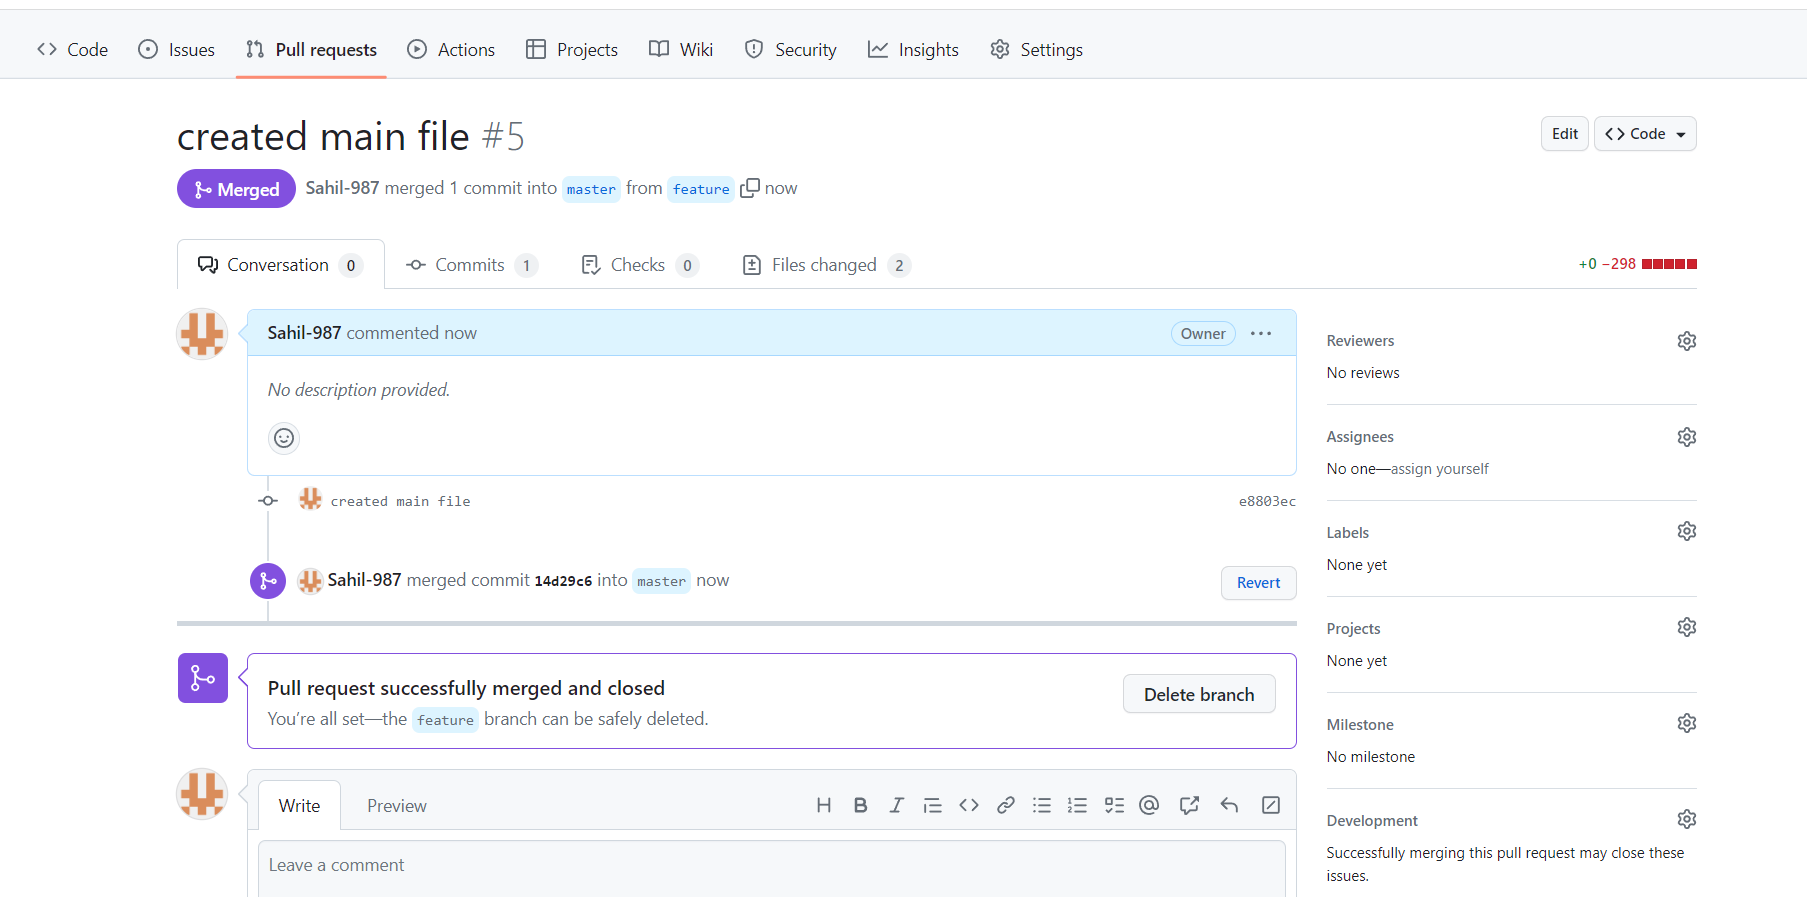 Code Issues Pull requests Actions Projects Wiki Security Insights Settings
created main file #5
Edit Code
Merged Sahil-987 merged 1 commit into master from feature now
Conversation 0 Commits 1 Checks 0 Files changed 2
+0 −298
Sahil-987 commented now
Owner
No description provided.
created main file e8803ec
Sahil-987 merged commit 14d29c6 into master now
Revert
Pull request successfully merged and closed
You're all set—the feature branch can be safely deleted.
Delete branch
Write Preview
Leave a comment
Reviewers
No reviews
Assignees
No one—assign yourself
Labels
None yet
Projects
None yet
Milestone
No milestone
Development
Successfully merging this pull request may close these
issues.